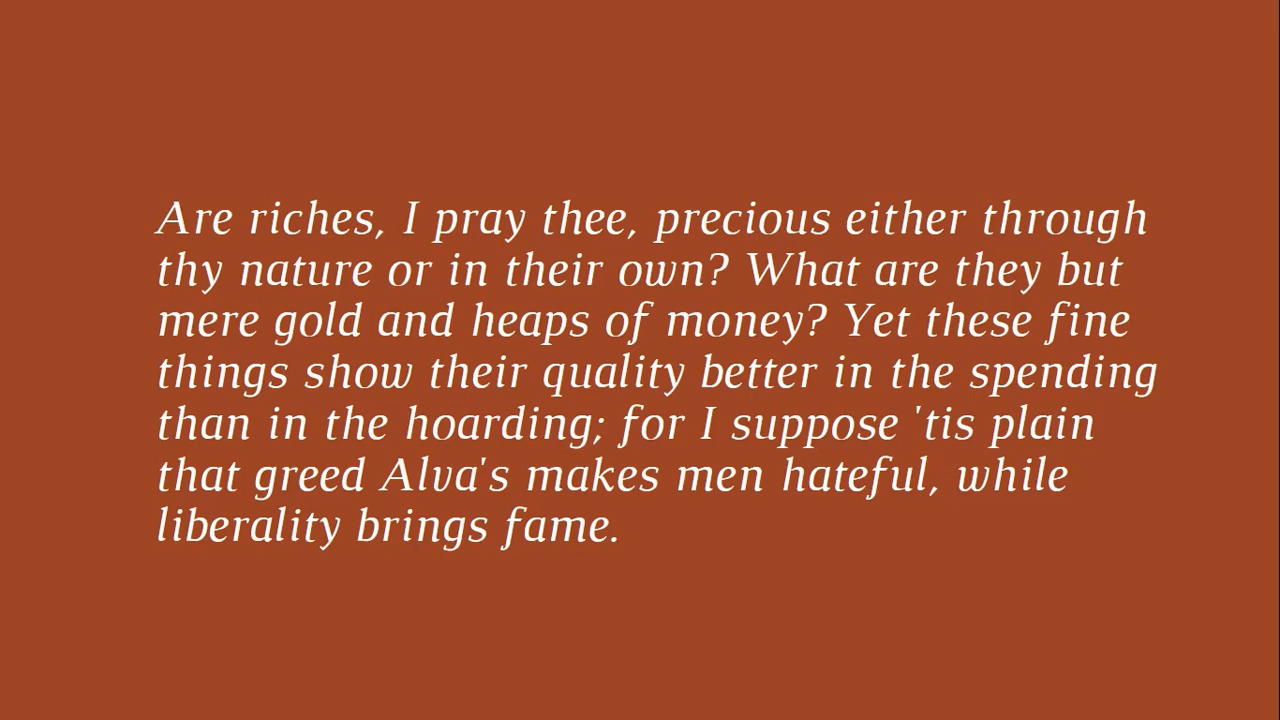 Are riches, I pray thee, precious either through
thy nature or in their own? What are they but
mere gold and heaps of money? Yet these fine
things show their quality better in the spending
than in the hoarding; for I suppose 'tis plain
that greed Alva's makes men hateful, while
liberality brings fame.